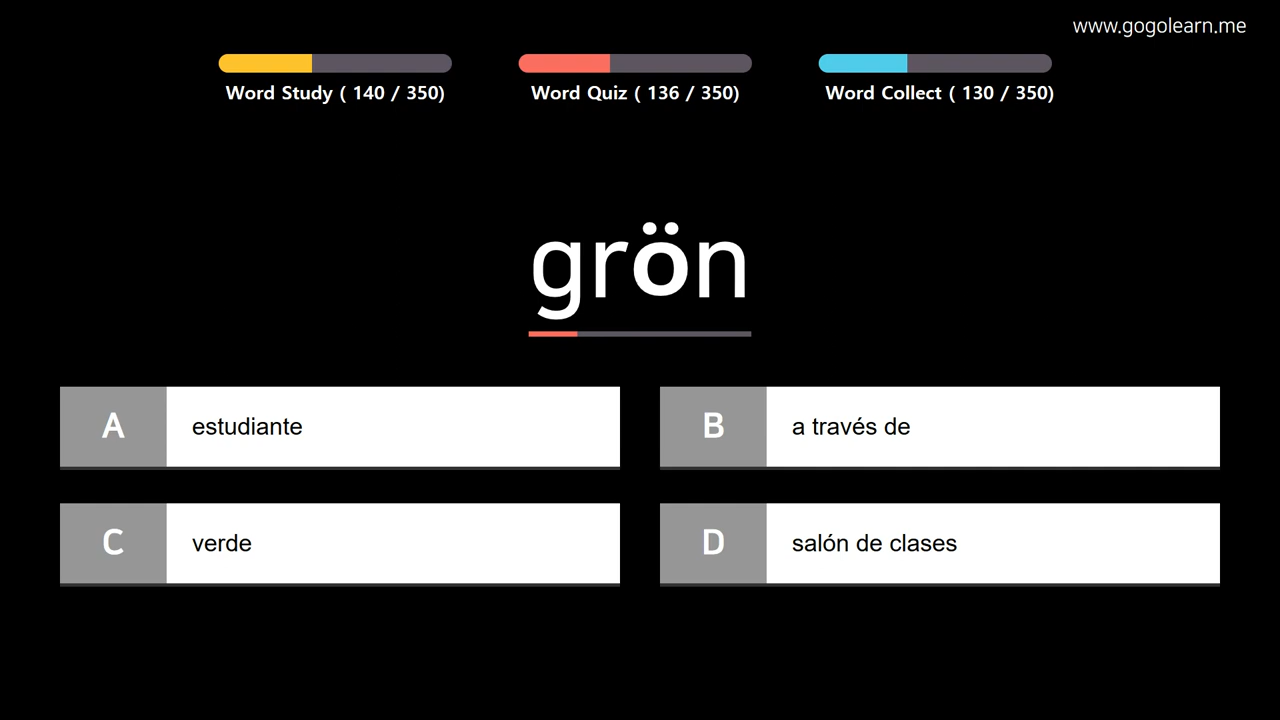 www.gogolearn.me
Word Study ( 140 / 350)
Word Quiz ( 136 / 350)
Word Collect ( 130 / 350)
grön
A estudiante
B a través de
C verde
D salón de clases